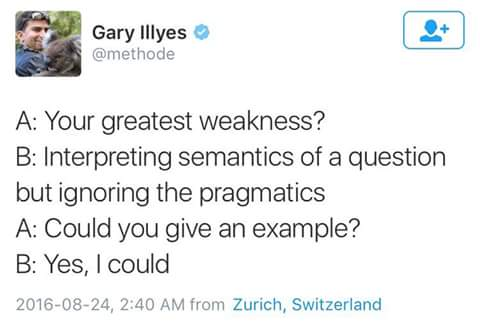 Gary Illyes
@methode
A: Your greatest weakness?
B: Interpreting semantics of a question
but ignoring the pragmatics
A: Could you give an example?
B: Yes, I could
2016-08-24, 2:40 AM from Zurich, Switzerland